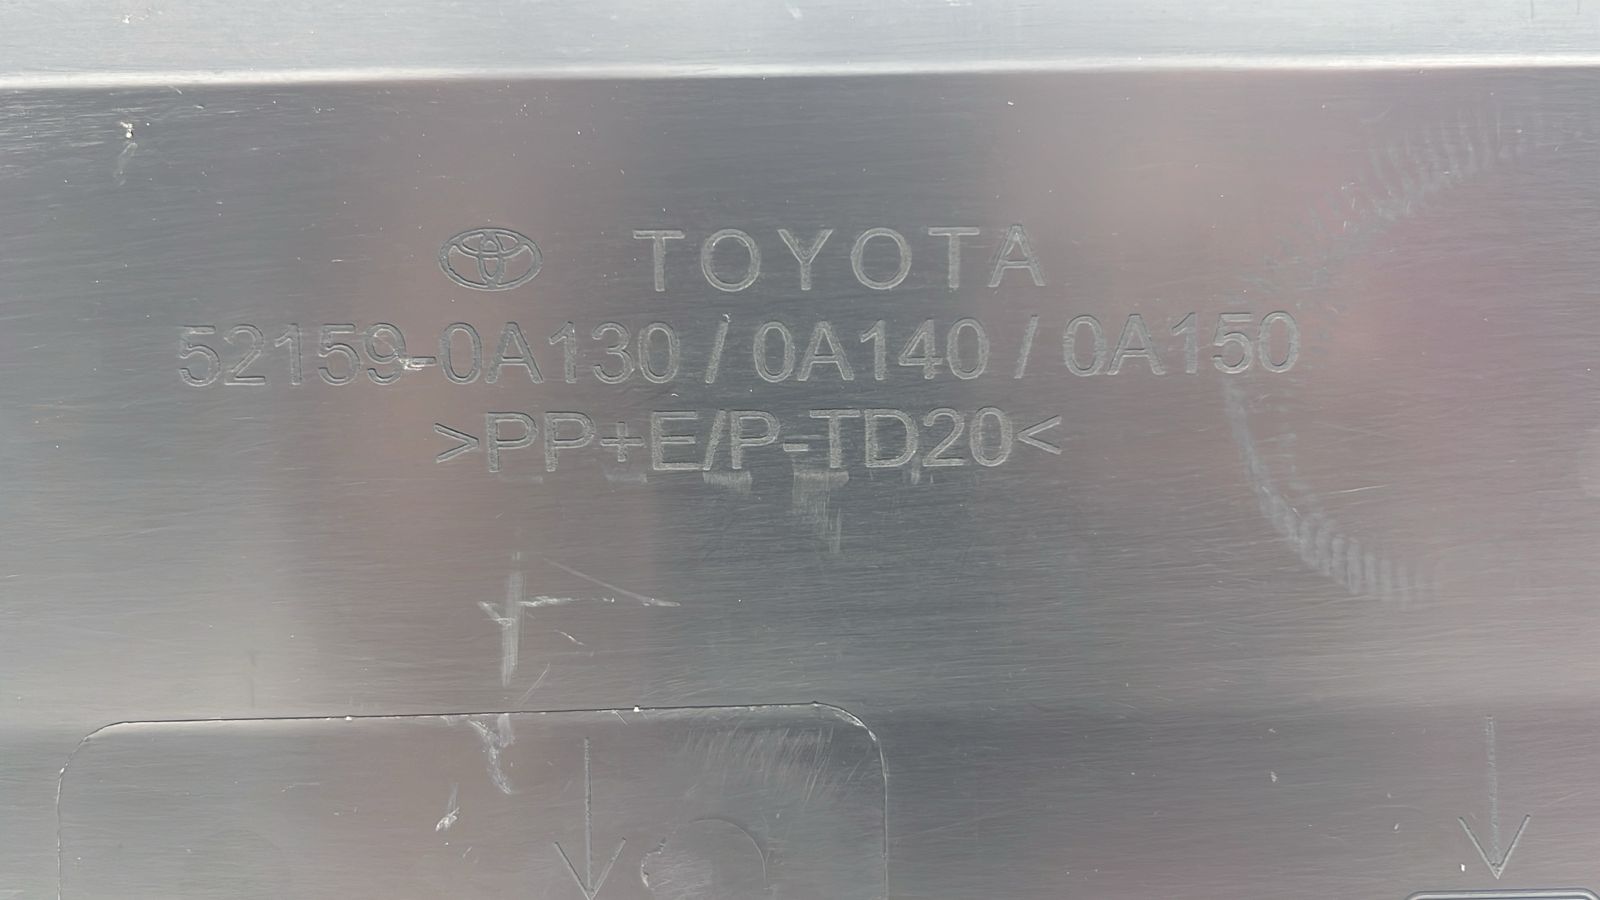 TOYOTA
52159-0A130 / 0A140 / 0A150
>PP+E/P-TD20<